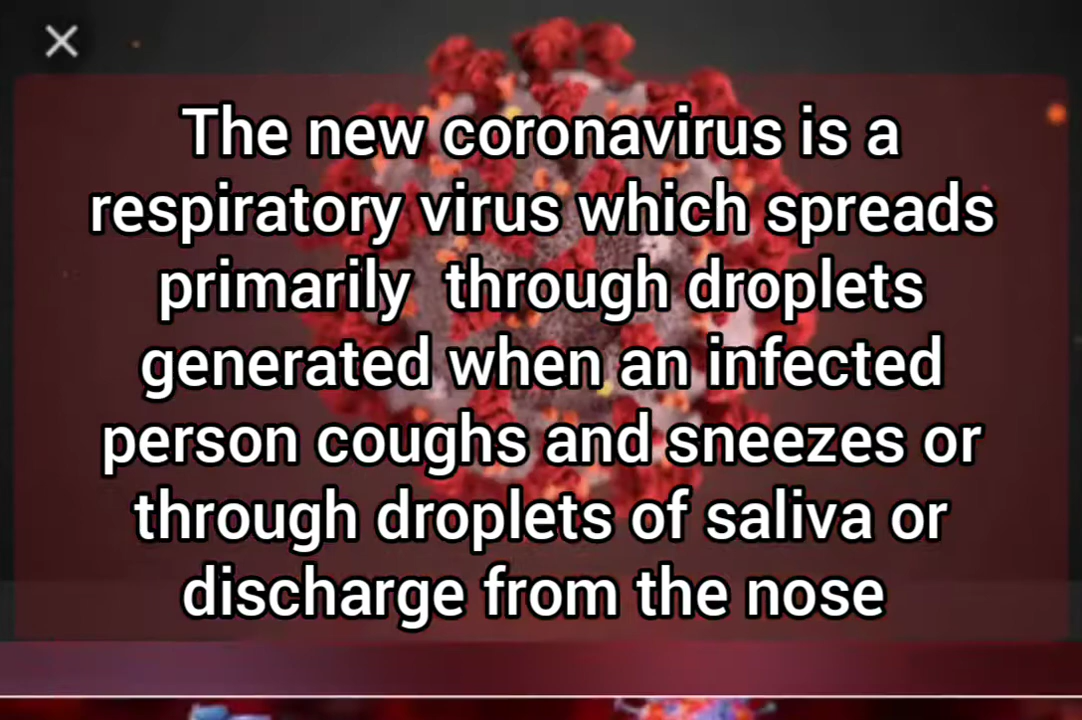 The new coronavirus is a
respiratory virus which spreads
primarily through droplets
generated when an infected
person coughs and sneezes or
through droplets of saliva or
discharge from the nose